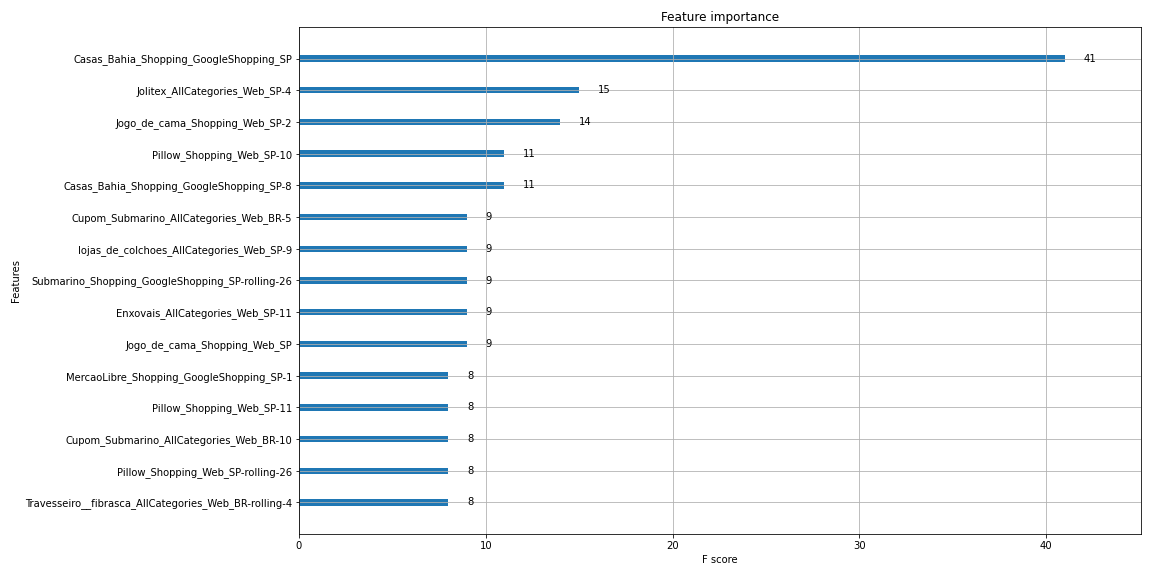 Feature importance
Casas_Bahia_Shopping_GoogleShopping_SP 41
Jolitex_AllCategories_Web_SP-4 15
Jogo_de_cama_Shopping_Web_SP-2 14
Pillow_Shopping_Web_SP-10 11
Casas_Bahia_Shopping_GoogleShopping_SP-8 11
Cupom_Submarino_AllCategories_Web_BR-5 9
lojas_de_colchoes_AllCategories_Web_SP-9 9
Submarino_Shopping_GoogleShopping_SP-rolling-26 9
Enxovais_AllCategories_Web_SP-11 9
Jogo_de_cama_Shopping_Web_SP 9
MercaoLibre_Shopping_GoogleShopping_SP-1 8
Pillow_Shopping_Web_SP-11 8
Cupom_Submarino_AllCategories_Web_BR-10 8
Pillow_Shopping_Web_SP-rolling-26 8
Travesseiro__fibrasca_AllCategories_Web_BR-rolling-4 8
Features
0 10 20 30 40
F score